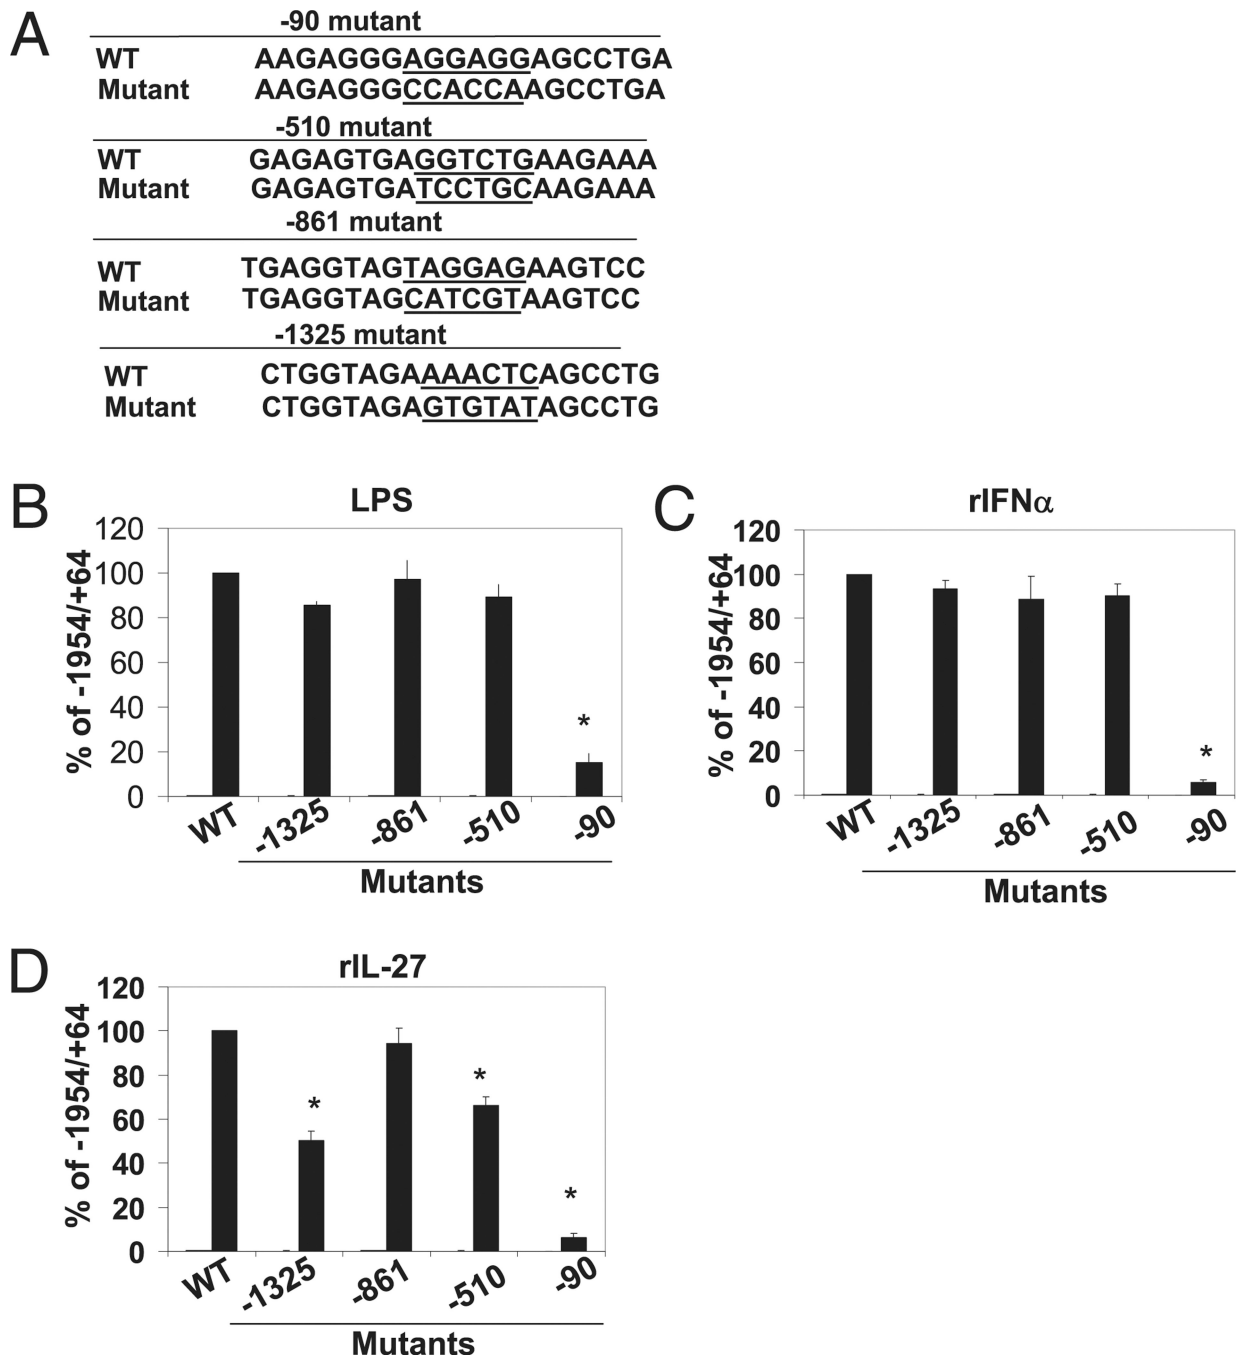 A
-90 mutant
WT AAGAGGGAGGAGGAGCCTGA
Mutant AAGAGGGCCACCAAGCCTGA
-510 mutant
WT GAGAGTGAGGTCTGAAGAAA
Mutant GAGAGTGATCCTGCAAGAAA
-861 mutant
WT TGAGGTAGTAGGAGAAGTCC
Mutant TGAGGTAGCATCGTAAGTCC
-1325 mutant
WT CTGGTAGAAAACTCAGCCTG
Mutant CTGGTAGAGTGTATAGCCTG
B
LPS
% of -1954/+64
120
100
80
60
40
20
0
*
WT -1325 -861 -510 -90
Mutants
C
rIFNα
% of -1954/+64
120
100
80
60
40
20
0
*
WT -1325 -861 -510 -90
Mutants
D
rIL-27
% of -1954/+64
120
100
80
60
40
20
0
* * *
WT -1325 -861 -510 -90
Mutants